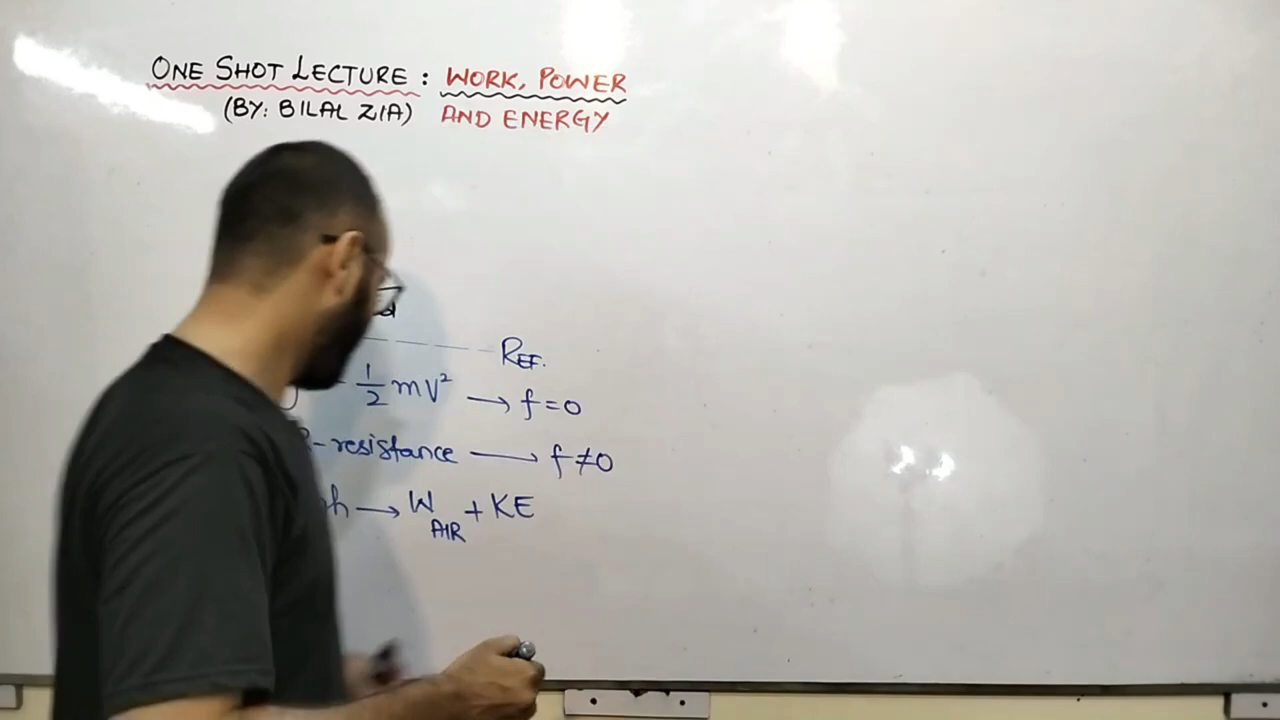 ONE SHOT LECTURE: WORK, POWER
(BY: BILAL ZIA) AND ENERGY
REF.
1/2 mv² → f=0
-resistance → f≠0
h → W_AIR + KE